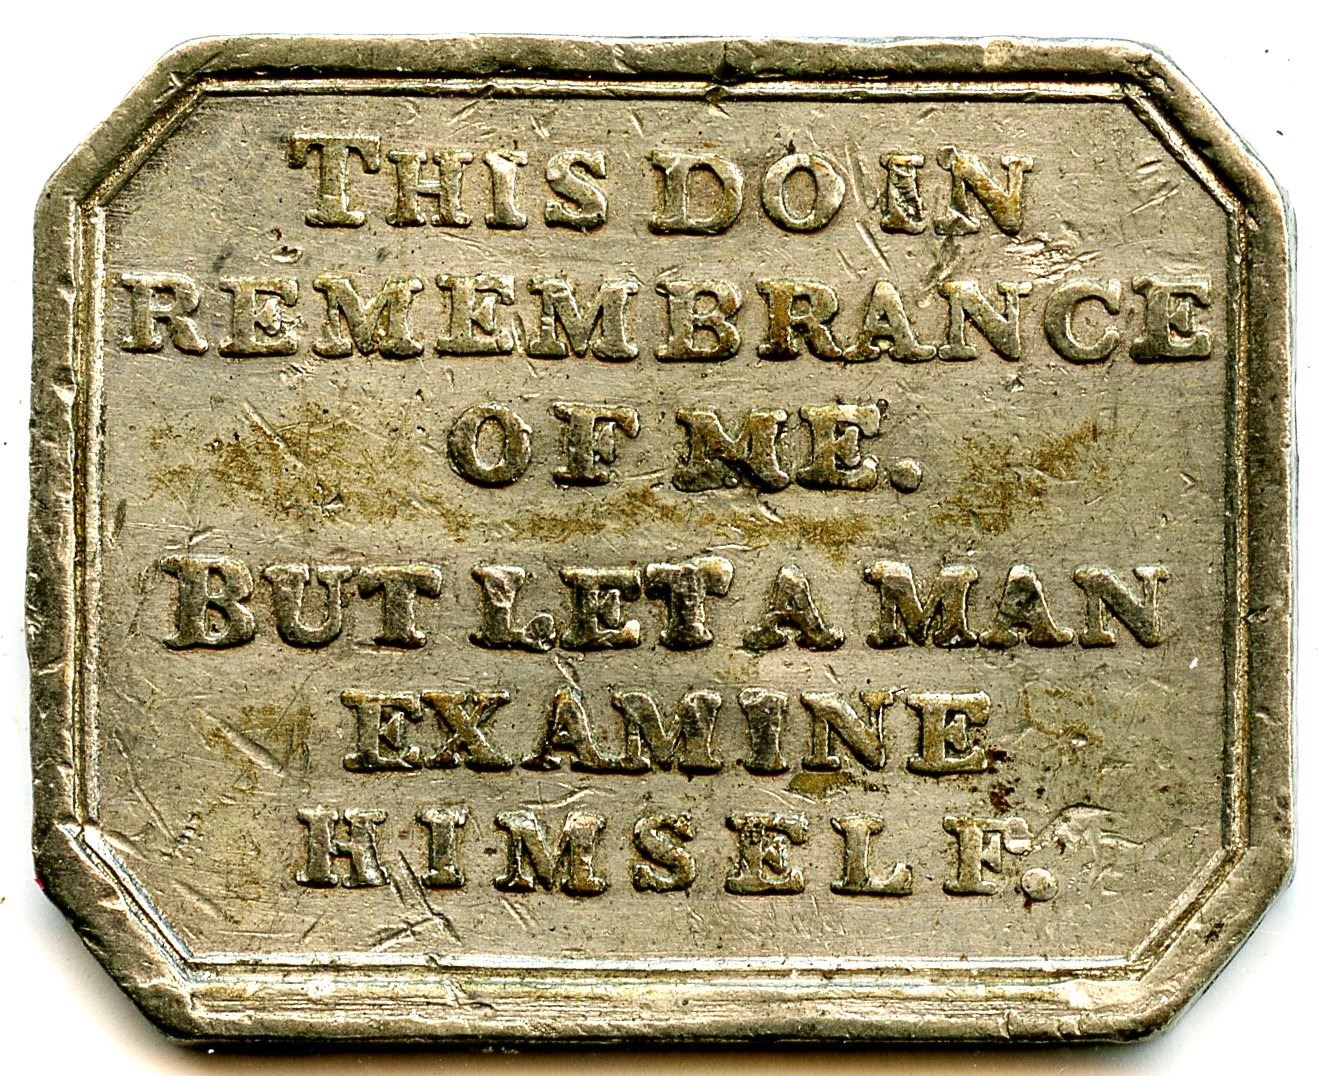 THIS DO IN
REMEMBRANCE
OF ME.
BUT LET A MAN
EXAMINE
HIMSELF.